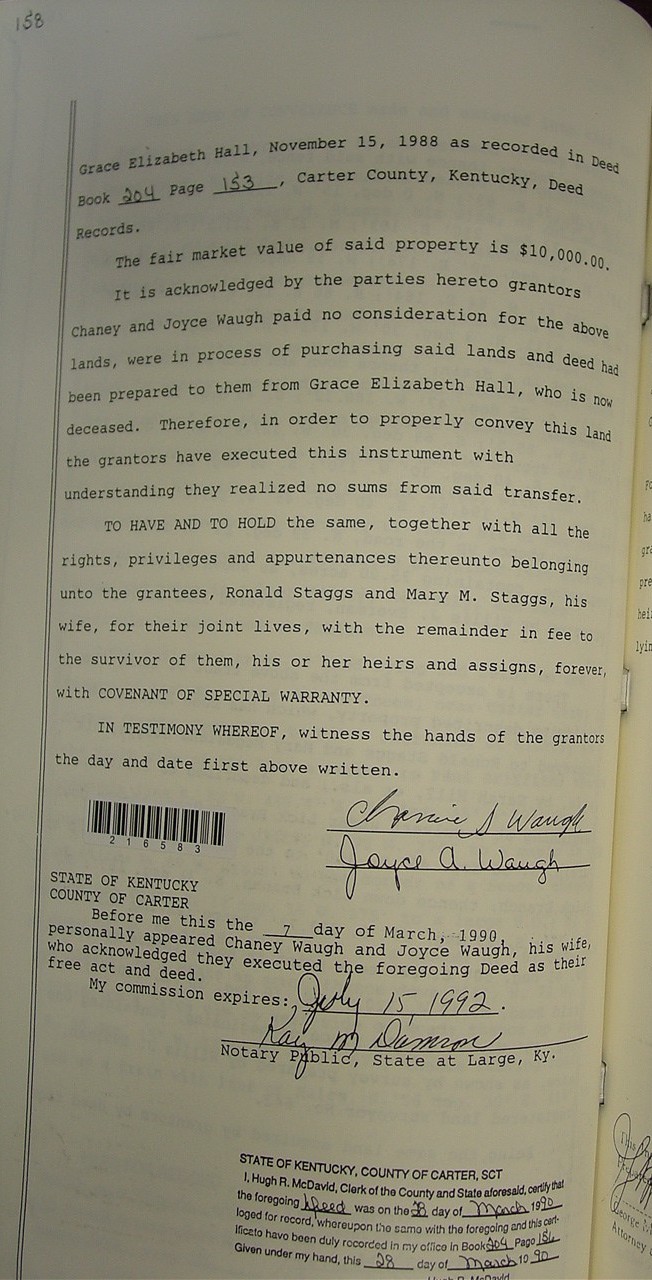 158
Grace Elizabeth Hall, November 15, 1988 as recorded in Deed
Book 204 Page 153, Carter County, Kentucky, Deed
Records.
The fair market value of said property is $10,000.00.
It is acknowledged by the parties hereto grantors
Chaney and Joyce Waugh paid no consideration for the above
lands, were in process of purchasing said lands and deed had
been prepared to them from Grace Elizabeth Hall, who is now
deceased. Therefore, in order to properly convey this land
the grantors have executed this instrument with
understanding they realized no sums from said transfer.
TO HAVE AND TO HOLD the same, together with all the
rights, privileges and appurtenances thereunto belonging
unto the grantees, Ronald Staggs and Mary M. Staggs, his
wife, for their joint lives, with the remainder in fee to
the survivor of them, his or her heirs and assigns, forever,
with COVENANT OF SPECIAL WARRANTY.
IN TESTIMONY WHEREOF, witness the hands of the grantors
the day and date first above written.
Waugh
216583
Joyce A. Waugh
STATE OF KENTUCKY
COUNTY OF CARTER
Before me this the 7 day of March, 1990,
personally appeared Chaney Waugh and Joyce Waugh, his wife,
who acknowledged they executed the foregoing Deed as their
free act and deed.
My commission expires: July 15, 1992.
Kay M Damron
Notary Public, State at Large, Ky.
STATE OF KENTUCKY, COUNTY OF CARTER, SCT
I, Hugh R. McDavid, Clerk of the County and State aforesaid, certify that
the foregoing Deed was on the 28 day of March 1990
loged for record, whereupon the same with the foregoing and this cert-
ificate have been duly recorded in my office in Book 204 Page
Given under my hand, this 28 day of March 19 90
Hugh R. McDavid